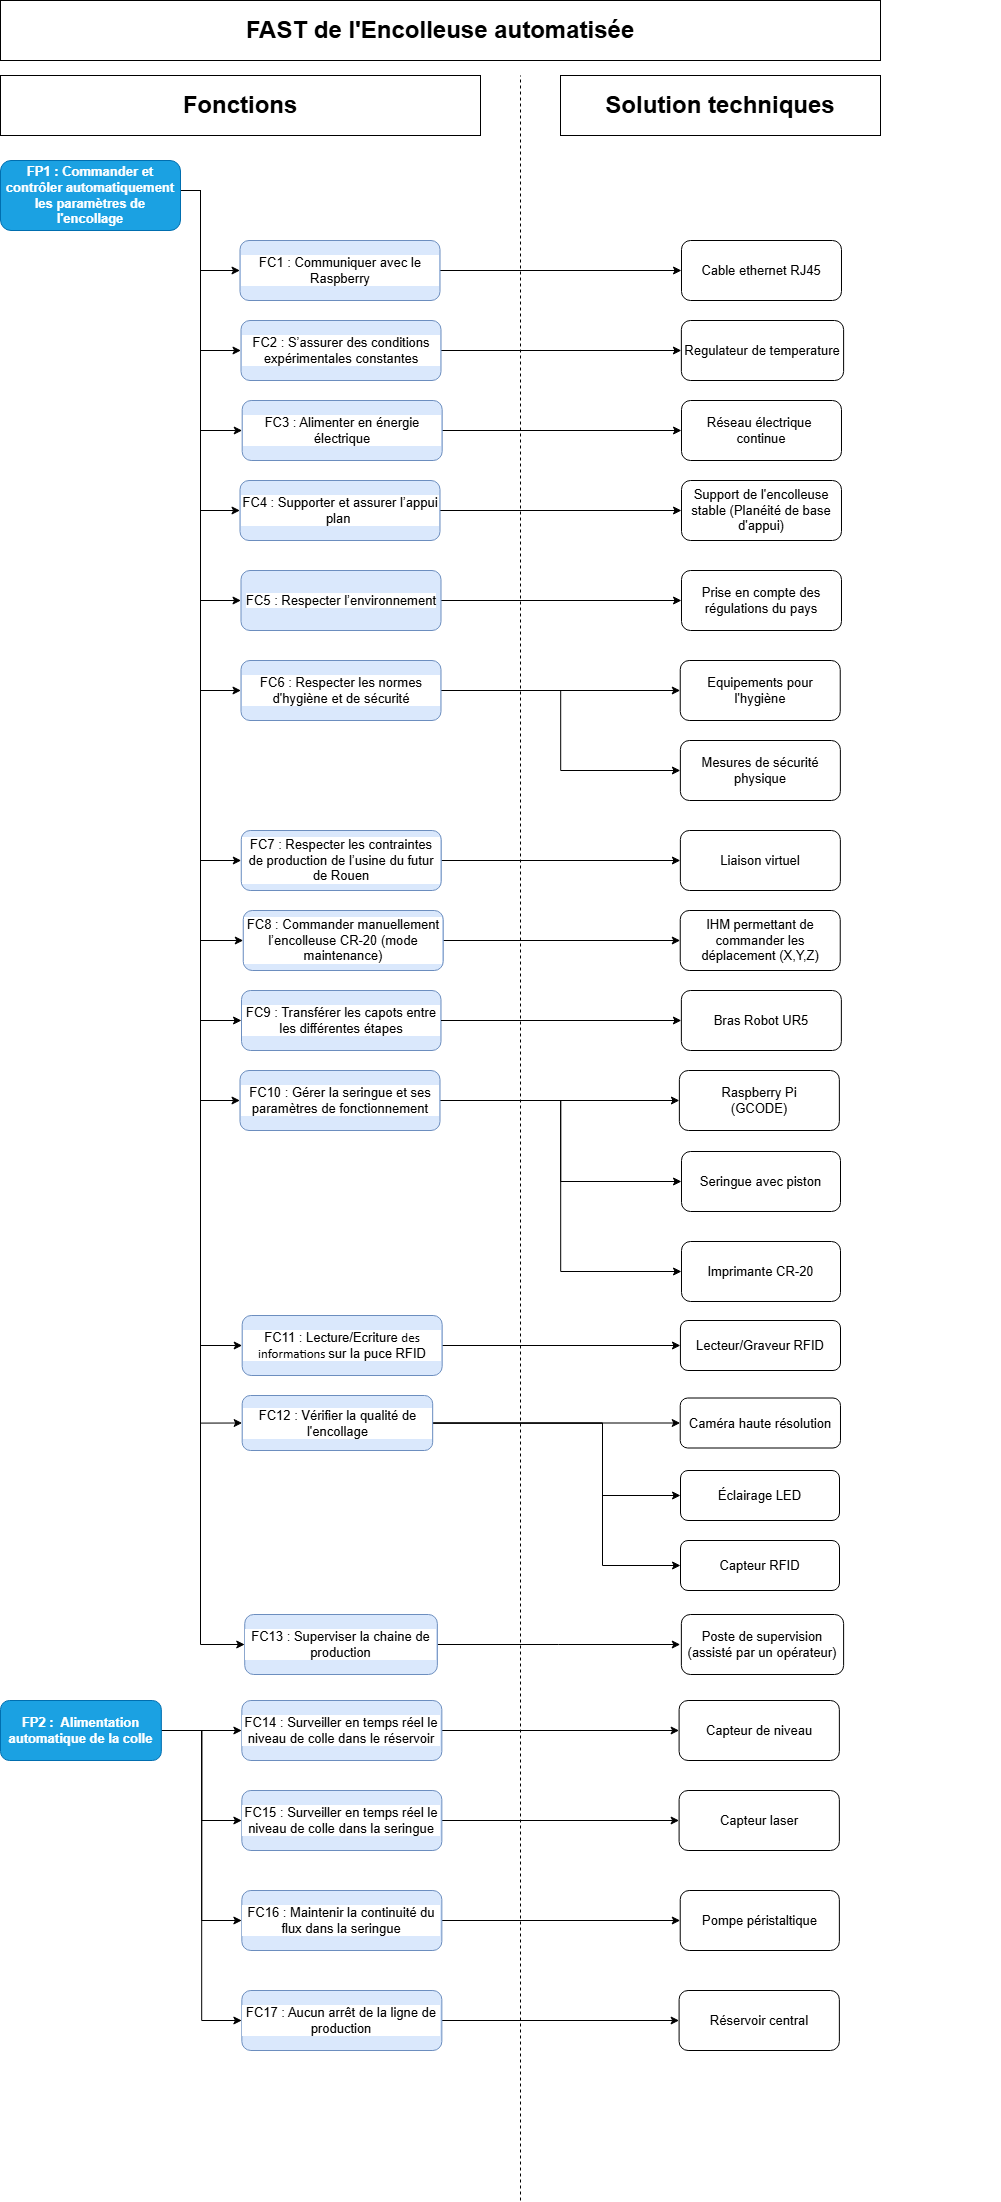 FAST de l'Encolleuse automatisée
Fonctions
Solution techniques
FP1 : Commander et
contrôler automatiquement
les paramètres de
l'encollage
FC1 : Communiquer avec le
Raspberry
Cable ethernet RJ45
FC2 : S’assurer des conditions
expérimentales constantes
Regulateur de temperature
FC3 : Alimenter en énergie
électrique
Réseau électrique
continue
FC4 : Supporter et assurer l’appui
plan
Support de l'encolleuse
stable (Planéité de base
d'appui)
FC5 : Respecter l’environnement
Prise en compte des
régulations du pays
FC6 : Respecter les normes
d'hygiène et de sécurité
Equipements pour
l'hygiène
Mesures de sécurité
physique
FC7 : Respecter les contraintes
de production de l’usine du futur
de Rouen
Liaison virtuel
FC8 : Commander manuellement
l’encolleuse CR-20 (mode
maintenance)
IHM permettant de
commander les
déplacement (X,Y,Z)
FC9 : Transférer les capots entre
les différentes étapes
Bras Robot UR5
FC10 : Gérer la seringue et ses
paramètres de fonctionnement
Raspberry Pi
(GCODE)
Seringue avec piston
Imprimante CR-20
FC11 : Lecture/Ecriture des
informations sur la puce RFID
Lecteur/Graveur RFID
FC12 : Vérifier la qualité de
l'encollage
Caméra haute résolution
Éclairage LED
Capteur RFID
FC13 : Superviser la chaine de
production
Poste de supervision
(assisté par un opérateur)
FP2 : Alimentation
automatique de la colle
FC14 : Surveiller en temps réel le
niveau de colle dans le réservoir
Capteur de niveau
FC15 : Surveiller en temps réel le
niveau de colle dans la seringue
Capteur laser
FC16 : Maintenir la continuité du
flux dans la seringue
Pompe péristaltique
FC17 : Aucun arrêt de la ligne de
production
Réservoir central